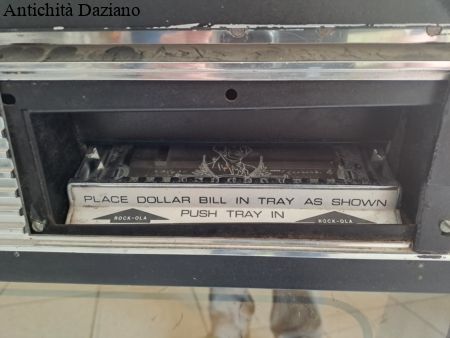 Antichità Daziano
PLACE DOLLAR BILL IN TRAY AS SHOWN
PUSH TRAY IN
ROCK-OLA ROCK-OLA